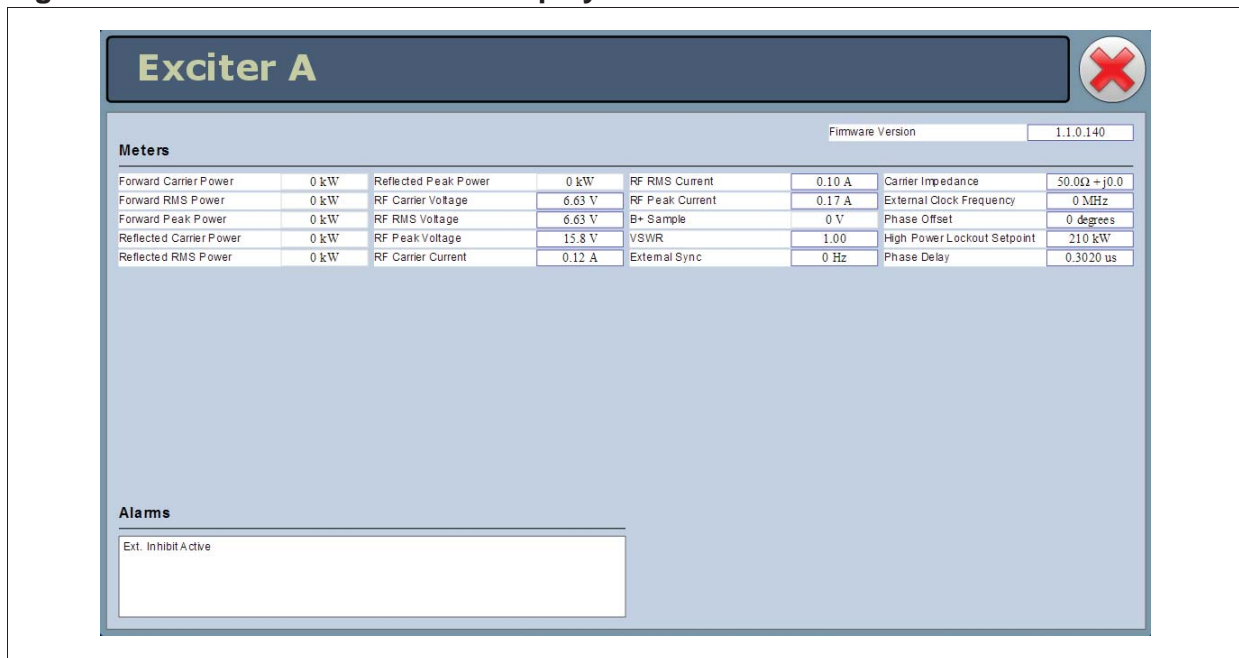 Exciter A
Firmware Version 1.1.0.140
Meters
Forward Carrier Power 0 kW Reflected Peak Power 0 kW RF RMS Current 0.10 A Carrier Impedance 50.0Ω +j0.0
Forward RMS Power 0 kW RF Carrier Voltage 6.63 V RF Peak Current 0.17 A External Clock Frequency 0 MHz
Forward Peak Power 0 kW RF RMS Voltage 6.63 V B+ Sample 0 V Phase Offset 0 degrees
Reflected Carrier Power 0 kW RF Peak Voltage 15.8 V VSWR 1.00 High Power Lockout Setpoint 210 kW
Reflected RMS Power 0 kW RF Carrier Current 0.12 A External Sync 0 Hz Phase Delay 0.3020 us
Alarms
Ext. Inhibit Active